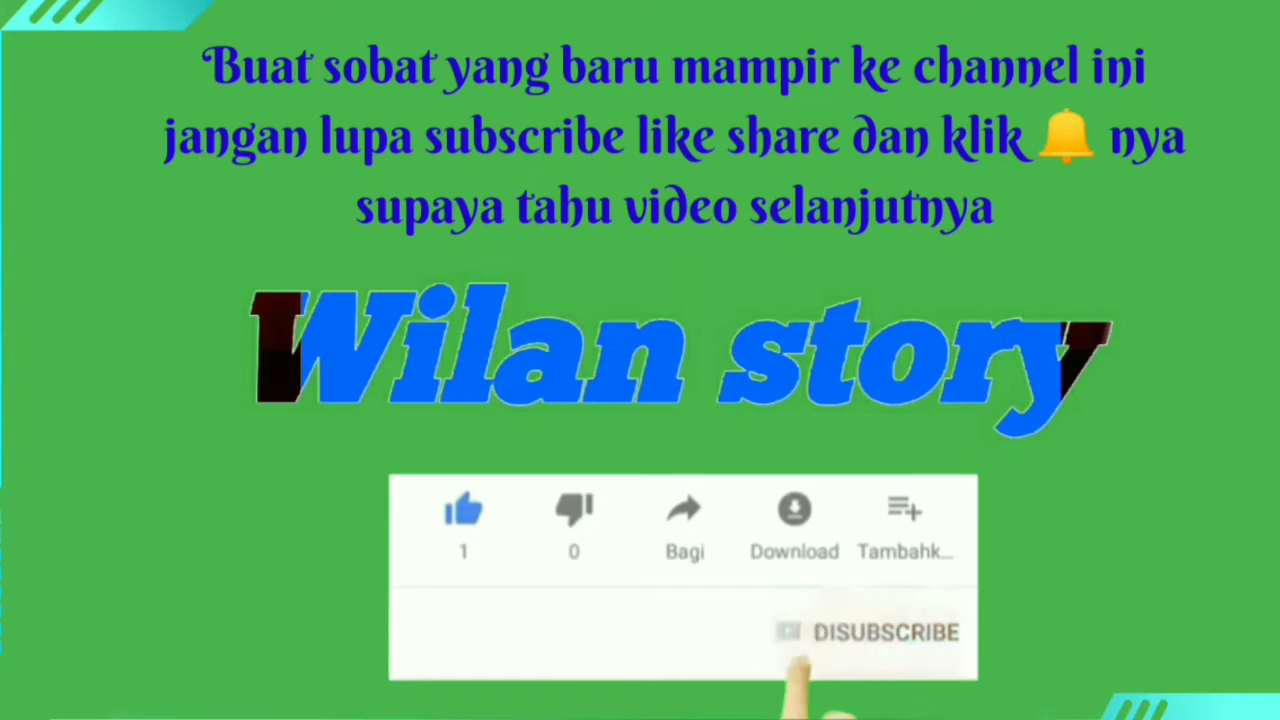 Buat sobat yang baru mampir ke channel ini
jangan lupa subscribe like share dan klik 🔔 nya
supaya tahu video selanjutnya
Wilan story
1 0 Bagi Download Tambahk...
DISUBSCRIBE